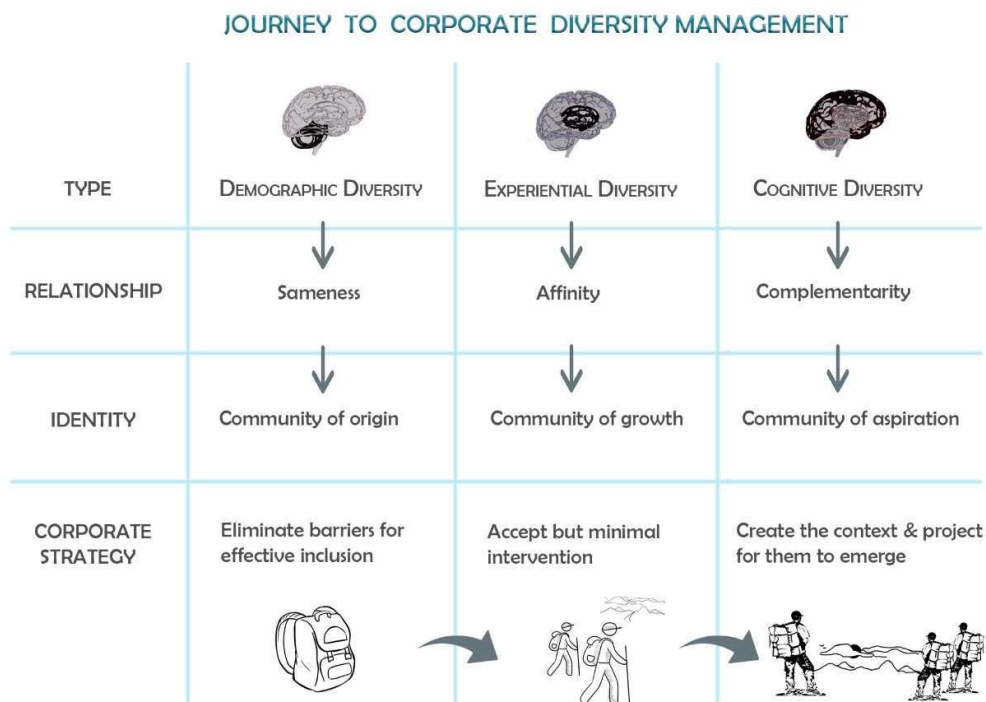 JOURNEY TO CORPORATE DIVERSITY MANAGEMENT
TYPE
DEMOGRAPHIC DIVERSITY
EXPERIENTIAL DIVERSITY
COGNITIVE DIVERSITY
RELATIONSHIP
Sameness
Affinity
Complementarity
IDENTITY
Community of origin
Community of growth
Community of aspiration
CORPORATE
STRATEGY
Eliminate barriers for
effective inclusion
Accept but minimal
intervention
Create the context & project
for them to emerge